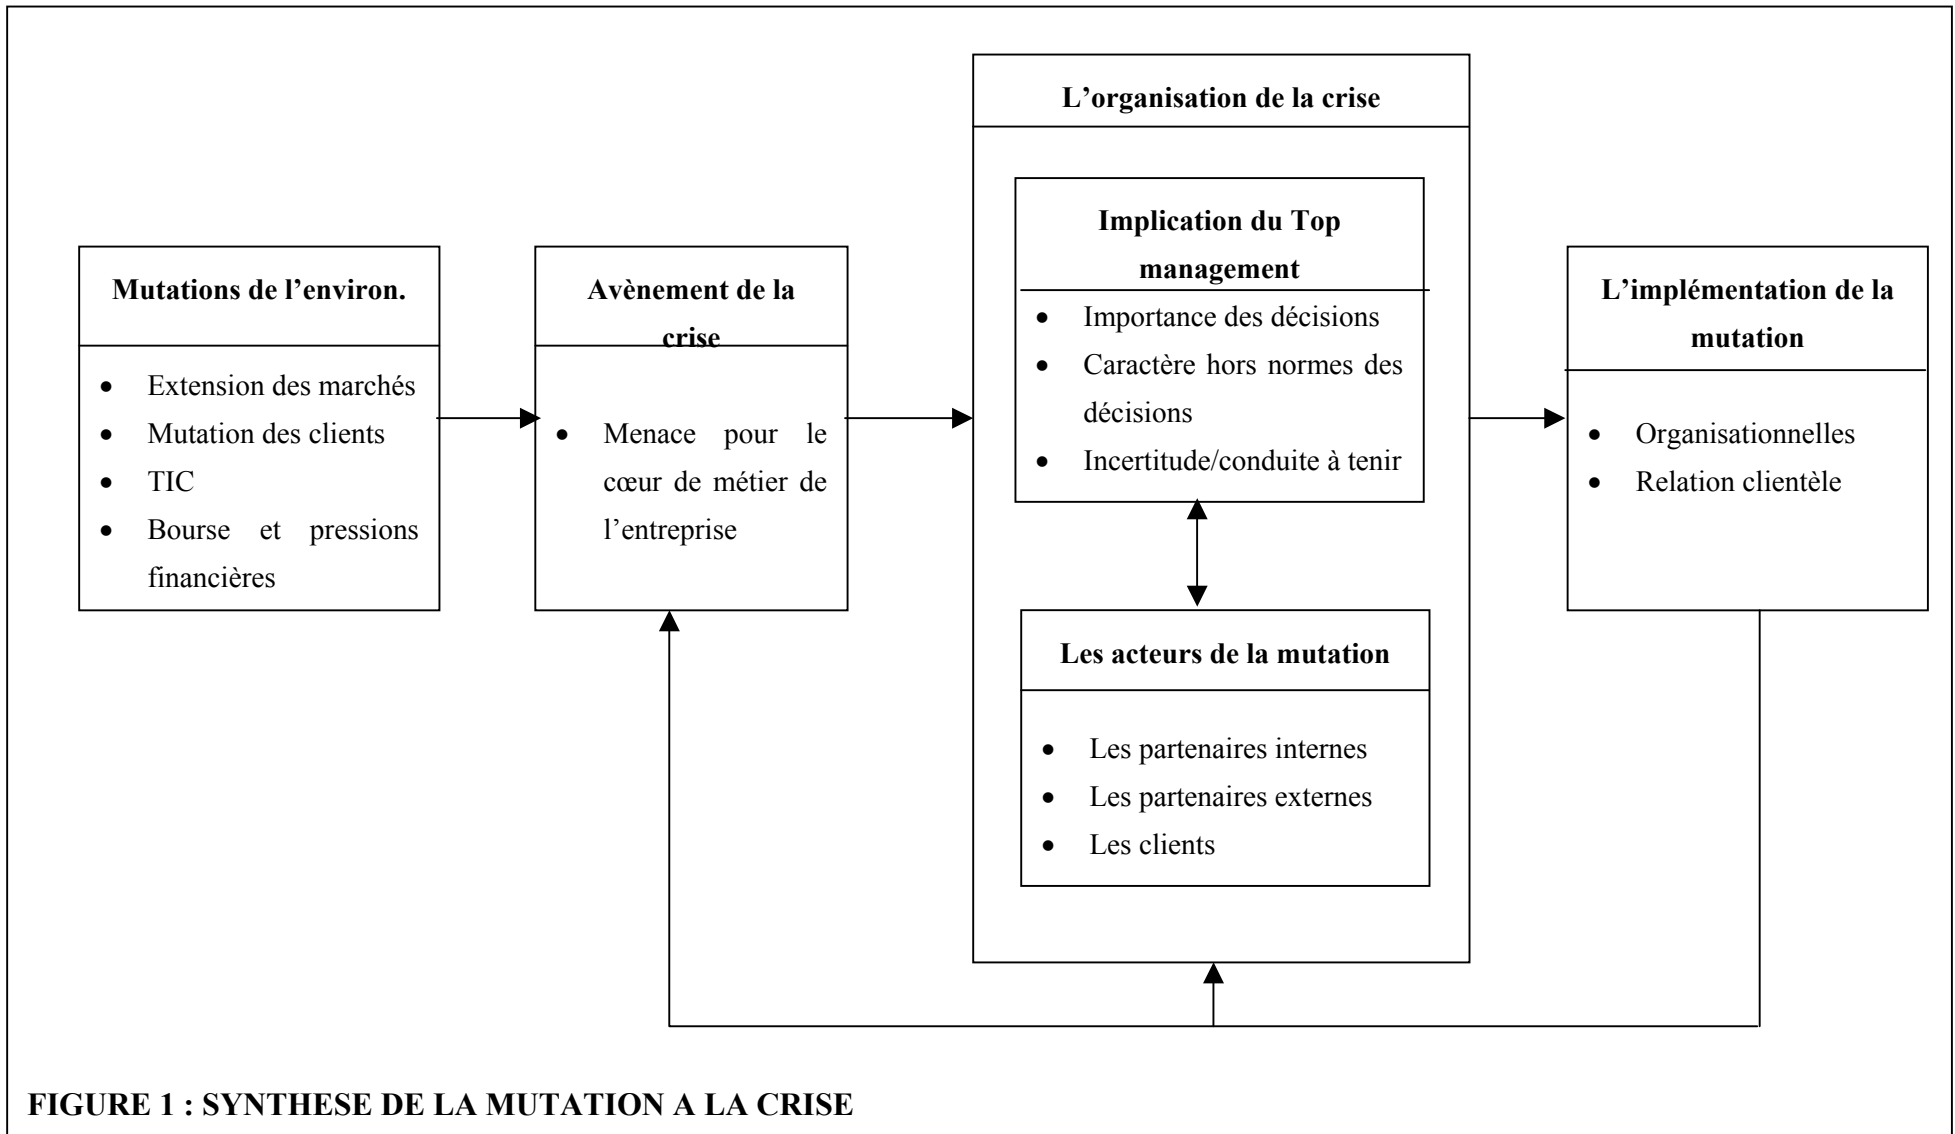 Mutations de l’environ.
• Extension des marchés
• Mutation des clients
• TIC
• Bourse et pressions
financières
Avènement de la
crise
• Menace pour le
cœur de métier de
l’entreprise
L’organisation de la crise
Implication du Top
management
• Importance des décisions
• Caractère hors normes des
décisions
• Incertitude/conduite à tenir
Les acteurs de la mutation
• Les partenaires internes
• Les partenaires externes
• Les clients
L’implémentation de la
mutation
• Organisationnelles
• Relation clientèle
FIGURE 1 : SYNTHESE DE LA MUTATION A LA CRISE